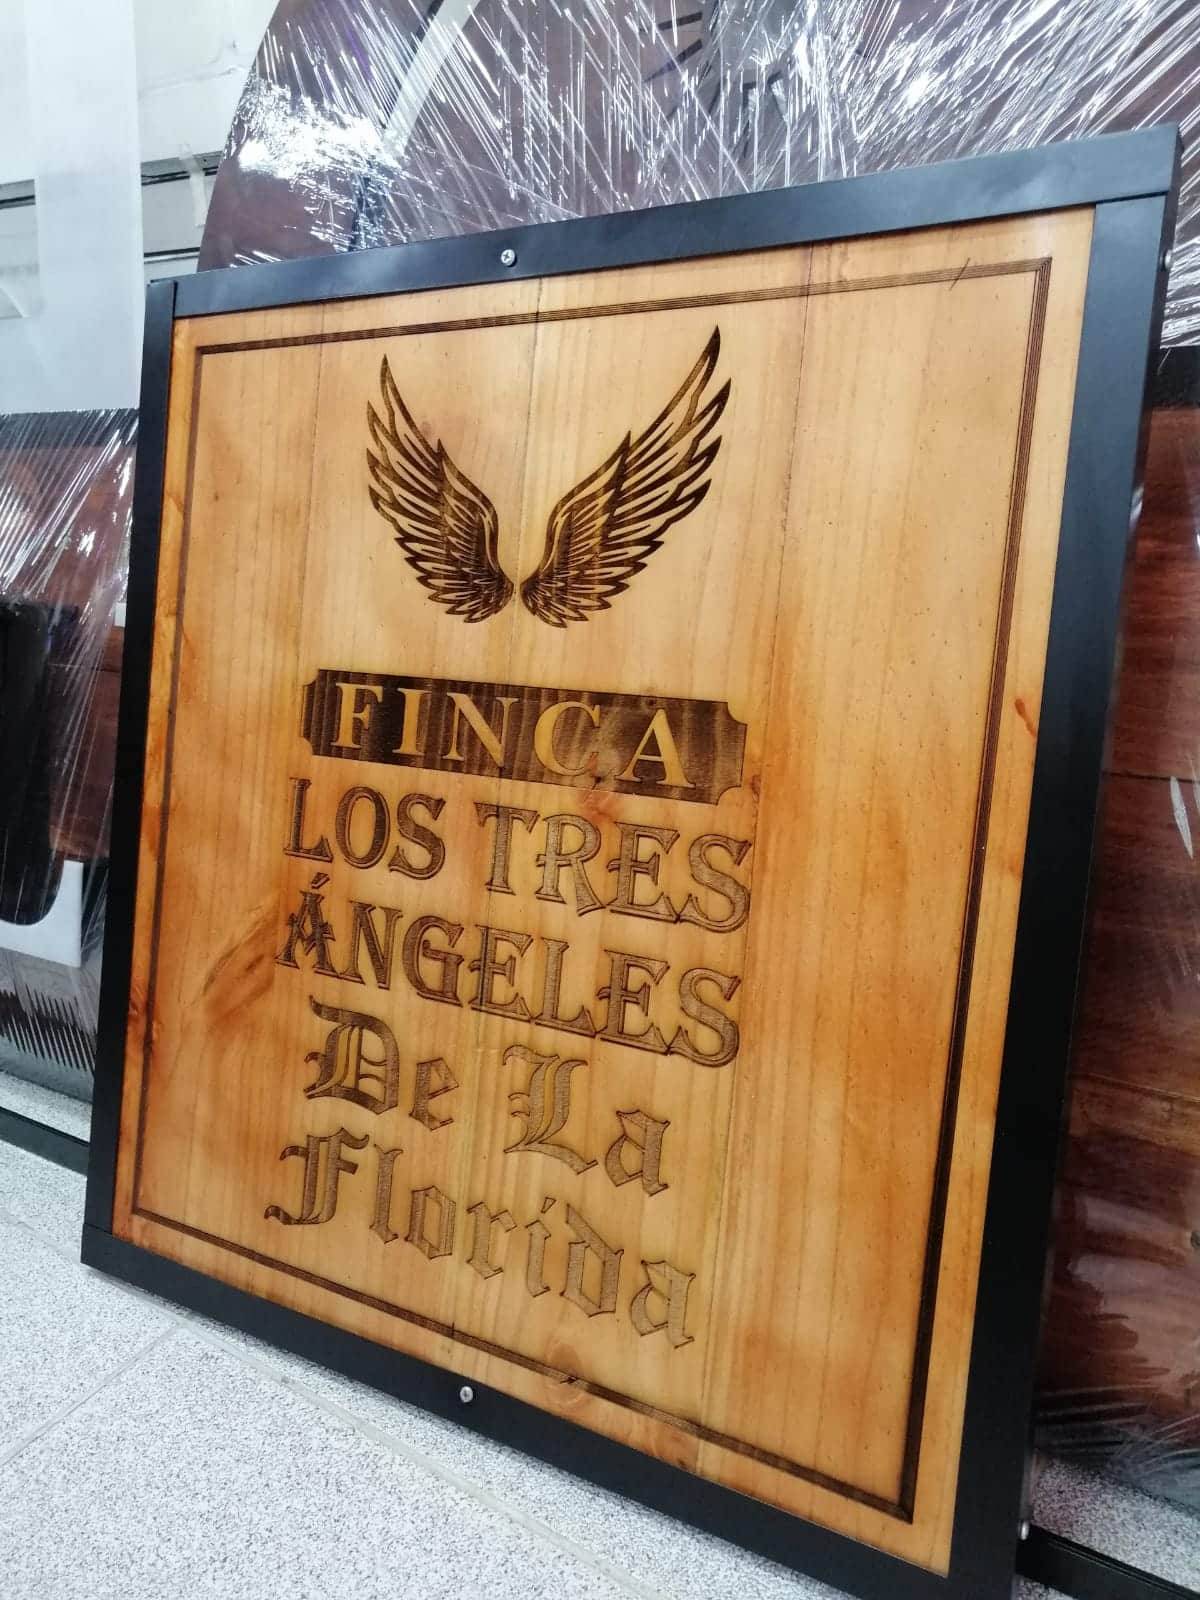 FINCA
LOS TRES
ÁNGELES
De La
Florida